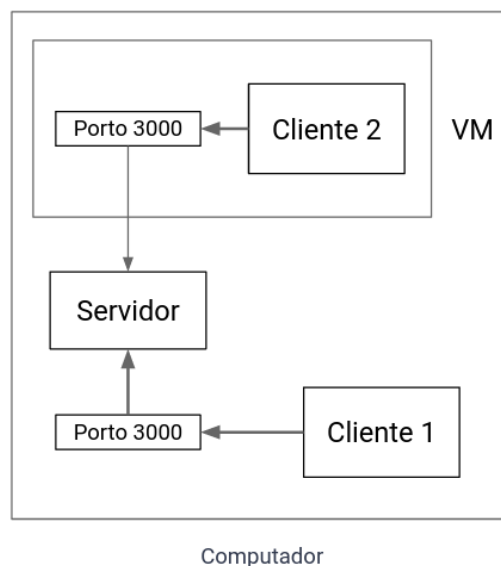 Porto 3000
Cliente 2
VM
Servidor
Porto 3000
Cliente 1
Computador